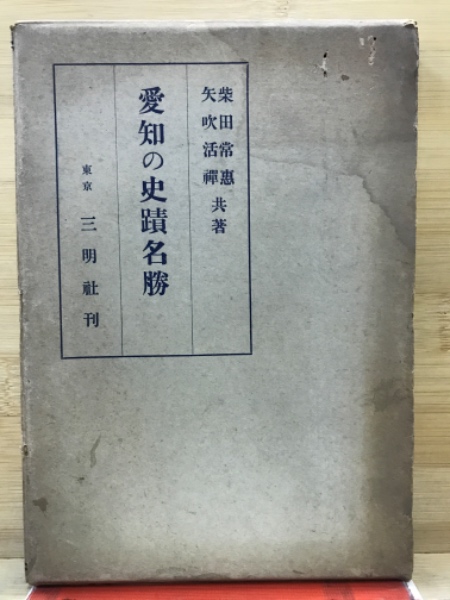 柴田常惠
矢吹活禪 共著
愛知の史蹟名勝
東京 三明社刊